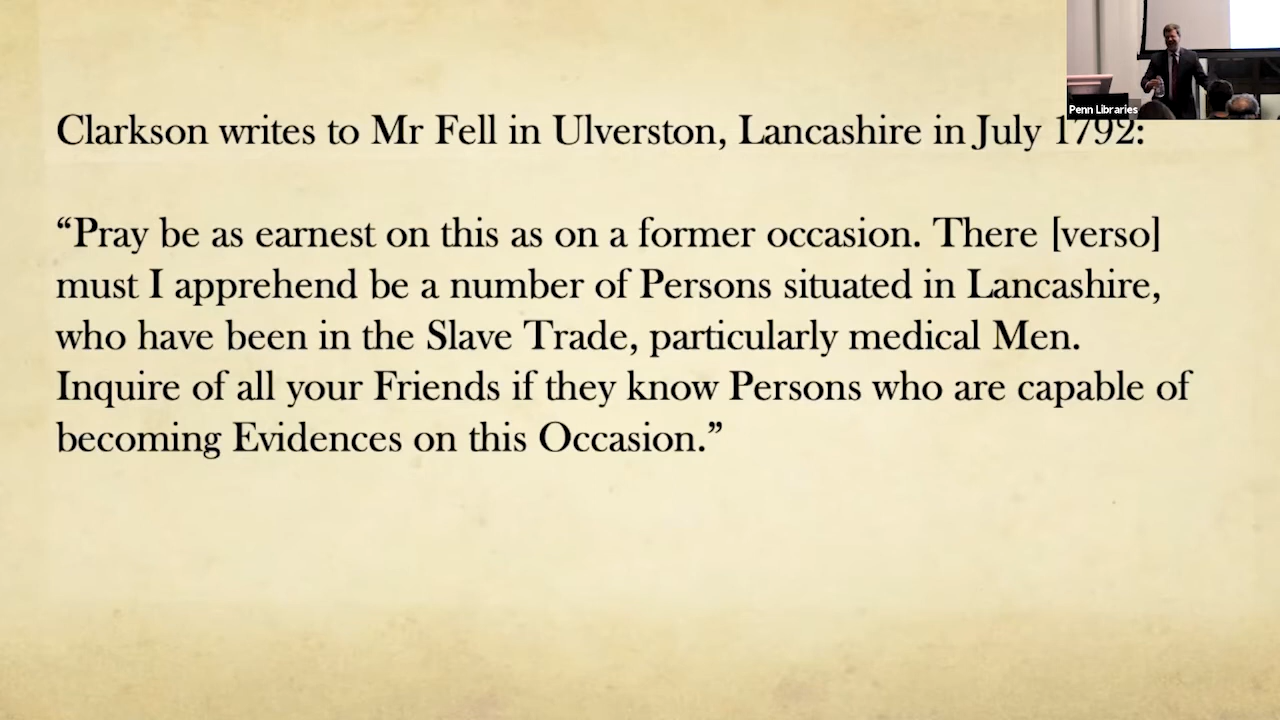 Penn Libraries
Clarkson writes to Mr Fell in Ulverston, Lancashire in July 1792:
“Pray be as earnest on this as on a former occasion. There [verso]
must I apprehend be a number of Persons situated in Lancashire,
who have been in the Slave Trade, particularly medical Men.
Inquire of all your Friends if they know Persons who are capable of
becoming Evidences on this Occasion.”